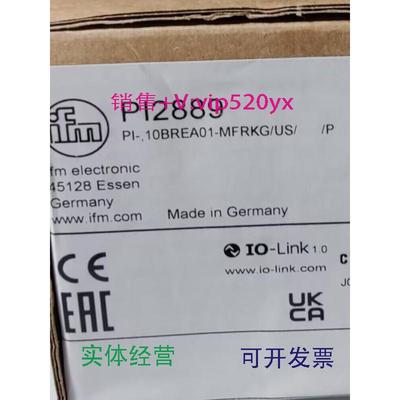 销售+Vvip520yx
ifm
PI2889
PI-,10BREA01-MFRKG/US/ /P
ifm electronic
45128 Essen
Germany
www.ifm.com
Made in Germany
IO-Link 1.0
www.io-link.com
C
CE
EAC
UK
CA
实体经营
可开发票